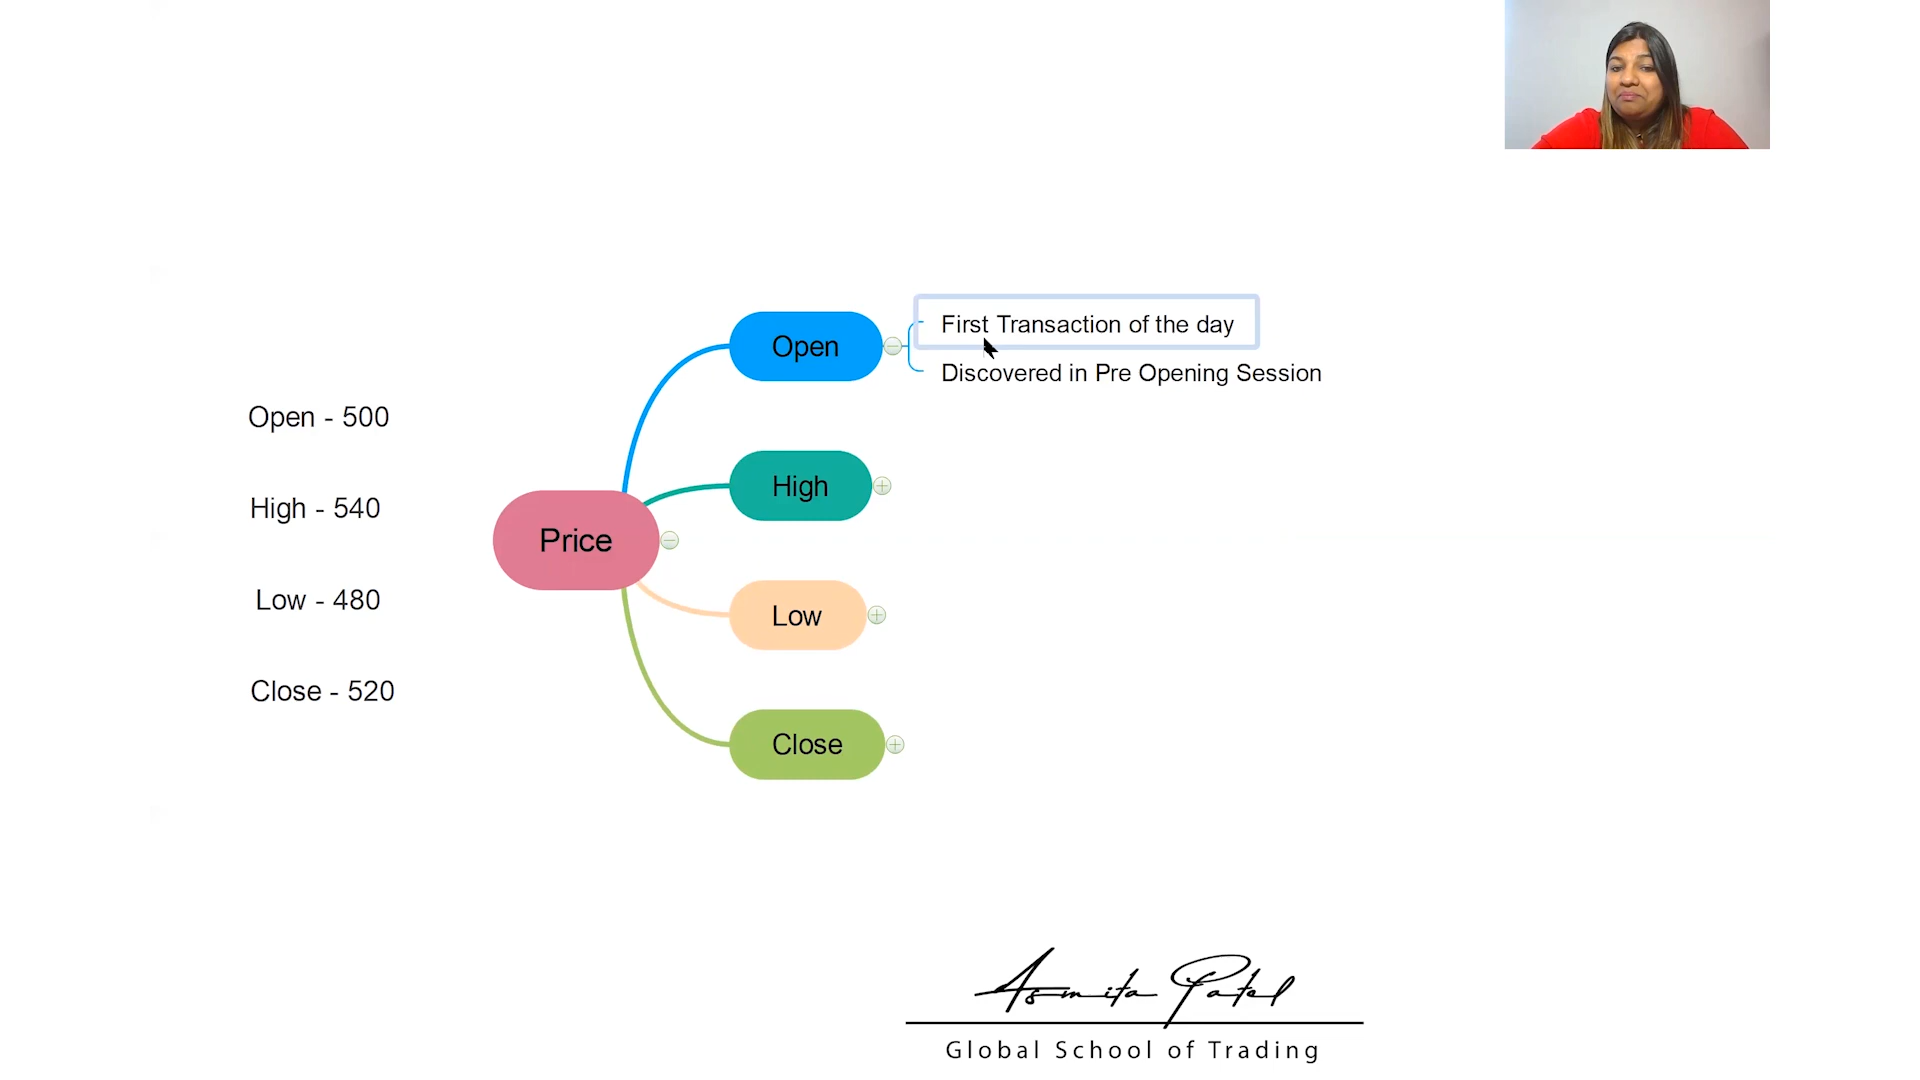 First Transaction of the day
Open
Discovered in Pre Opening Session
Open - 500
High
High - 540
Price
Low - 480
Low
Close - 520
Close
Asmita Patel
Global School of Trading